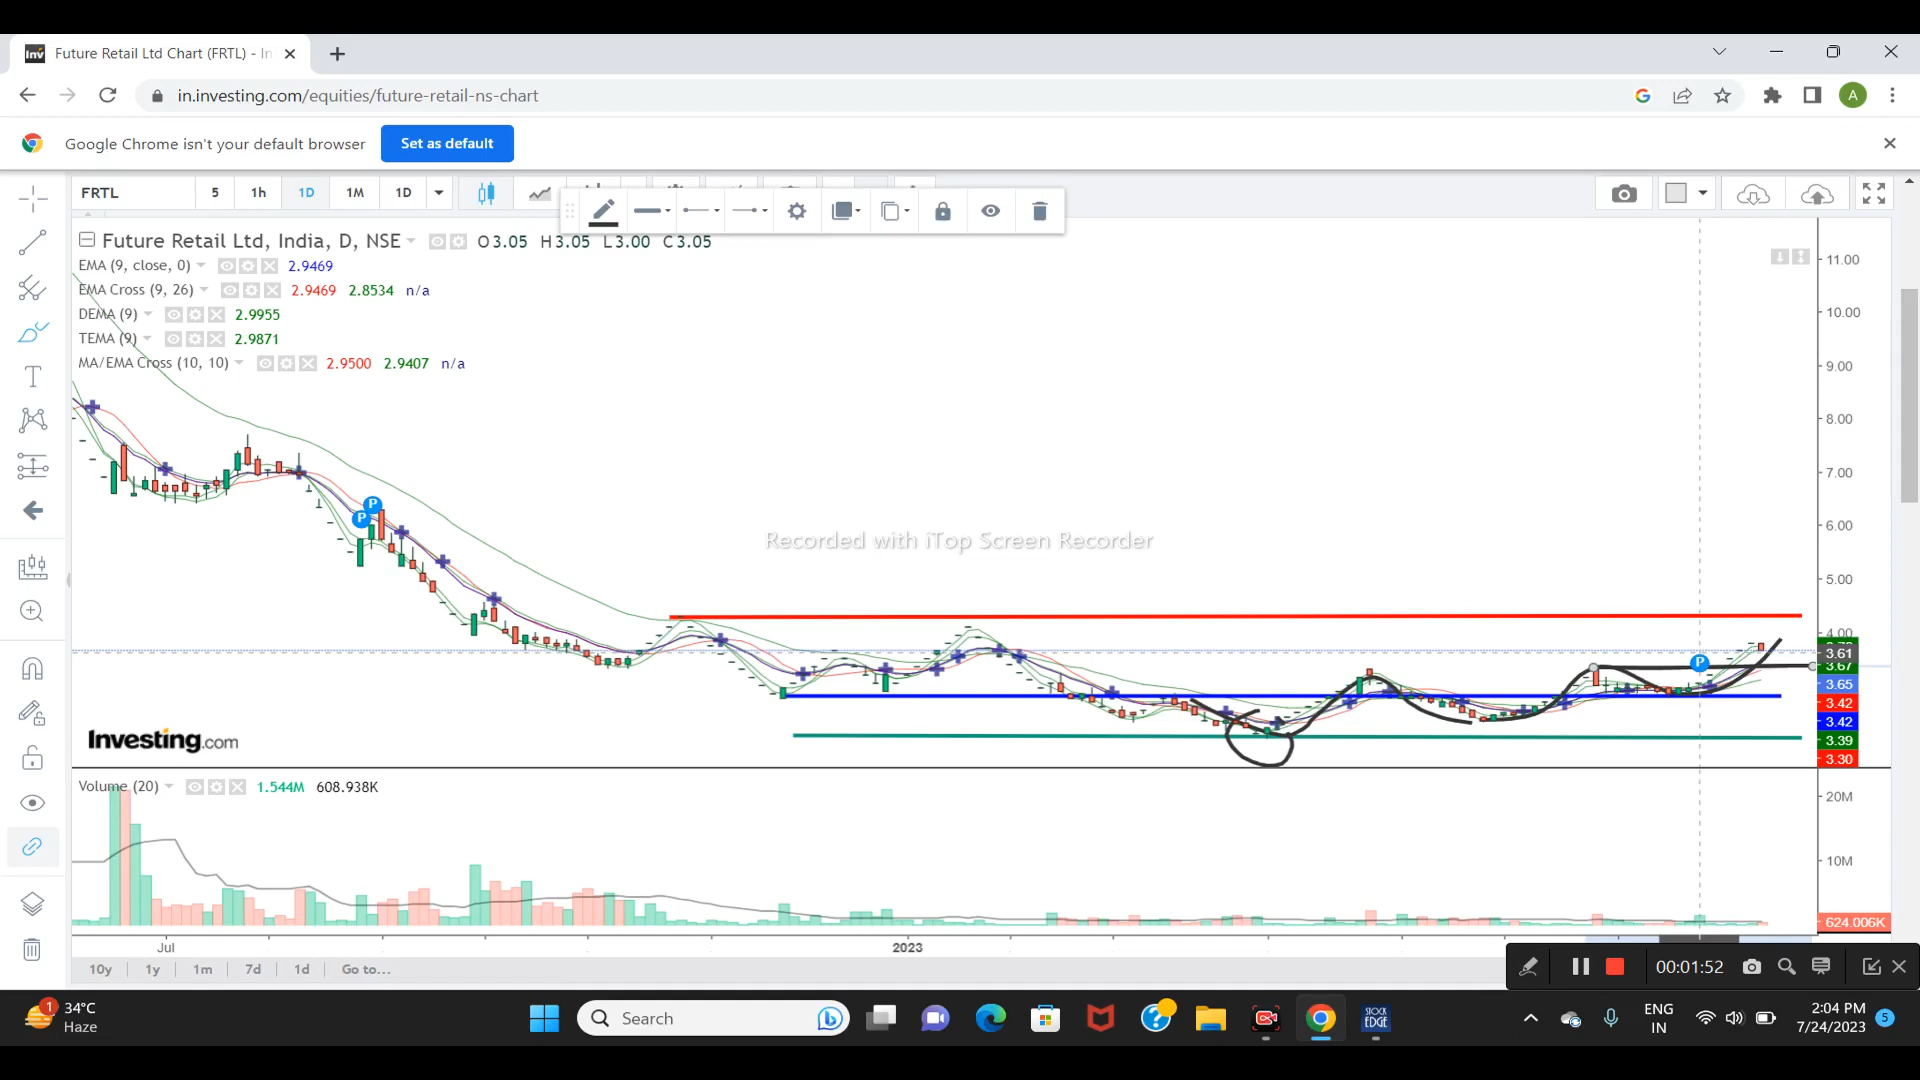 Inv Future Retail Ltd Chart (FRTL) - In
in.investing.com/equities/future-retail-ns-chart
A
Google Chrome isn't your default browser
Set as default
FRTL 5 1h 1D 1M 1D
Future Retail Ltd, India, D, NSE O3.05 H3.05 L3.00 C3.05
EMA (9, close, 0) 2.9469
EMA Cross (9, 26) 2.9469 2.8534 n/a
DEMA (9) 2.9955
TEMA (9) 2.9871
MA/EMA Cross (10, 10) 2.9500 2.9407 n/a
11.00
10.00
9.00
8.00
7.00
6.00
5.00
4.00
3.61
3.67
3.65
3.42
3.42
3.39
3.30
P
P
P
Recorded with iTop Screen Recorder
Investing.com
Volume (20) 1.544M 608.938K
20M
10M
624.006K
Jul 2023
10y 1y 1m 7d 1d Go to...
00:01:52
1 34°C
Haze
Search
STOCK
EDGE
ENG
IN
2:04 PM
7/24/2023
5